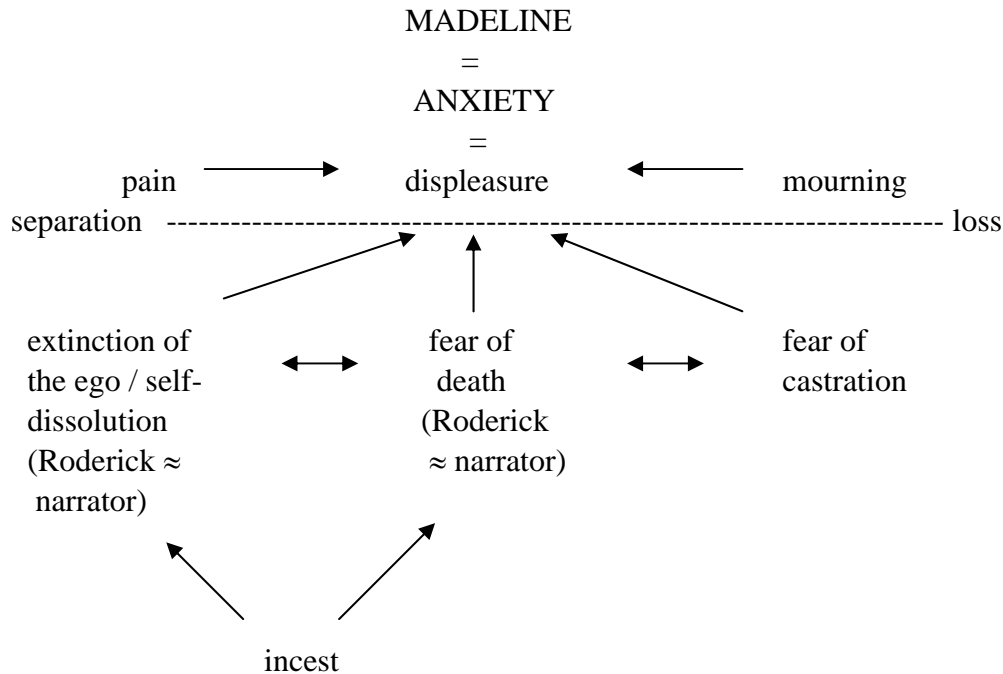 MADELINE
=
ANXIETY
=
pain displeasure mourning
separation ---------------------------------------------------------------------- loss
extinction of fear of fear of
the ego / self- death castration
dissolution (Roderick
(Roderick ≈ ≈ narrator)
narrator)
incest